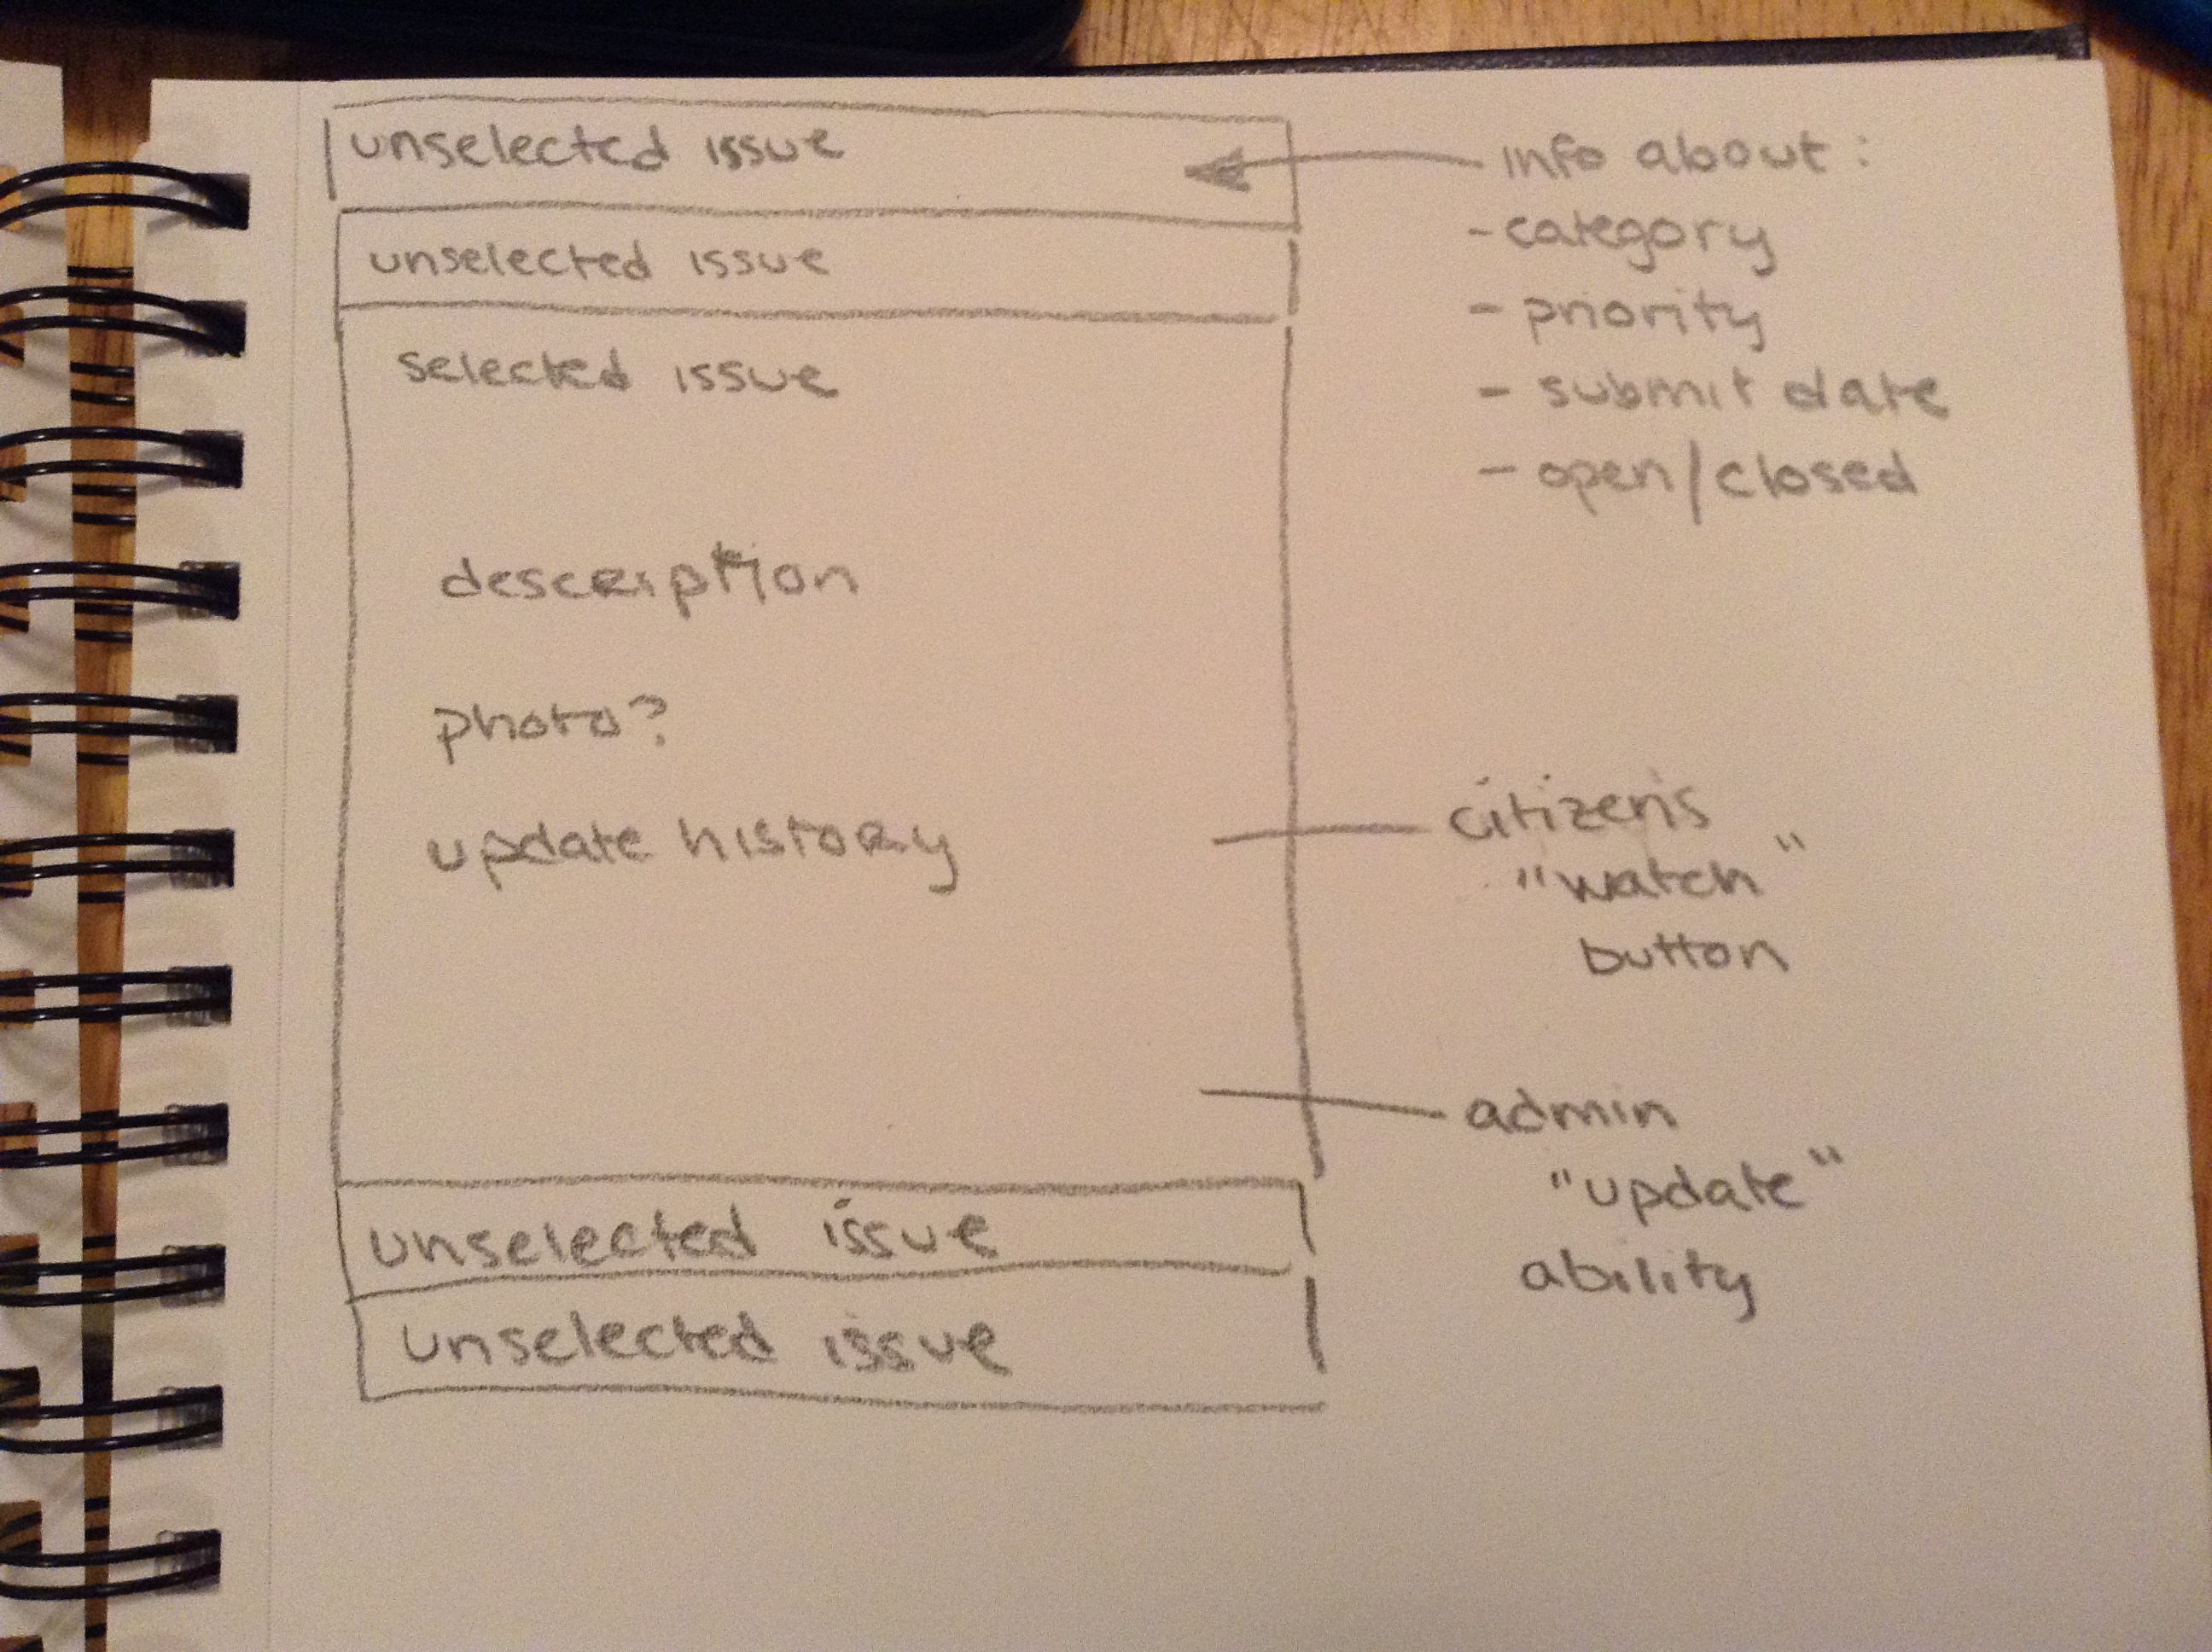 unselected issue
unselected issue
selected issue
description
photo?
update history
unselected issue
unselected issue
info about:
- category
- priority
- submit date
- open/closed
citizens
"watch"
button
admin
"update"
ability